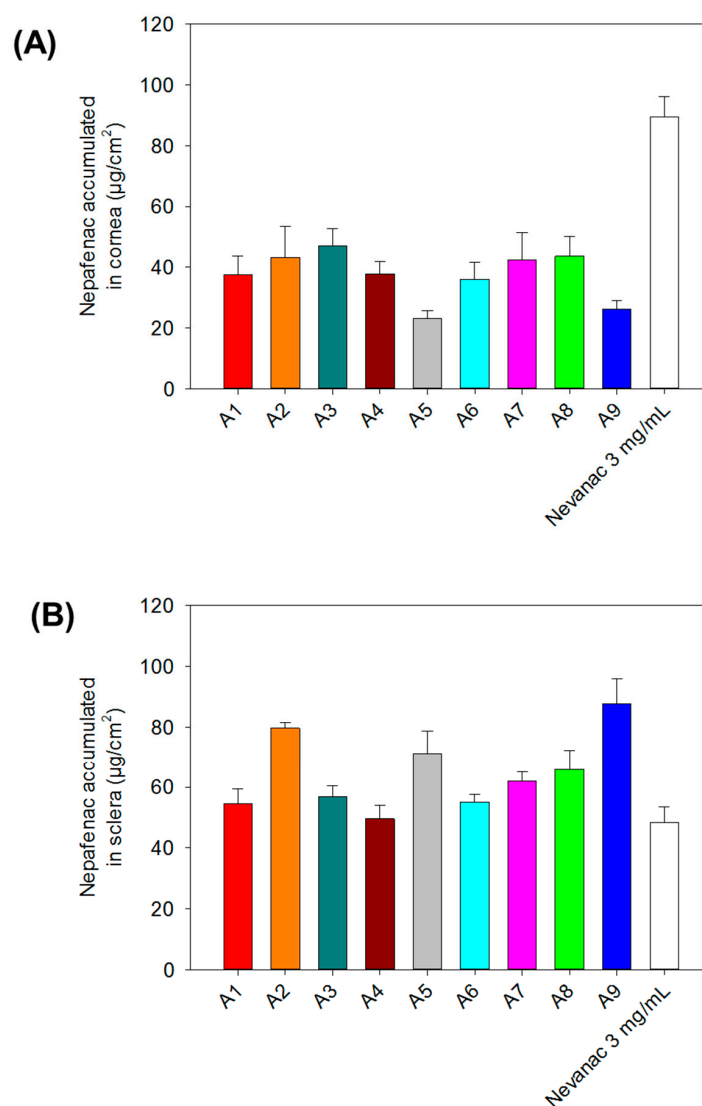 (A)
Nepafenac accumulated
in cornea (µg/cm²)
120
100
80
60
40
20
0
A1
A2
A3
A4
A5
A6
A7
A8
A9
Nevanac 3 mg/mL
(B)
Nepafenac accumulated
in sclera (µg/cm²)
120
100
80
60
40
20
0
A1
A2
A3
A4
A5
A6
A7
A8
A9
Nevanac 3 mg/mL